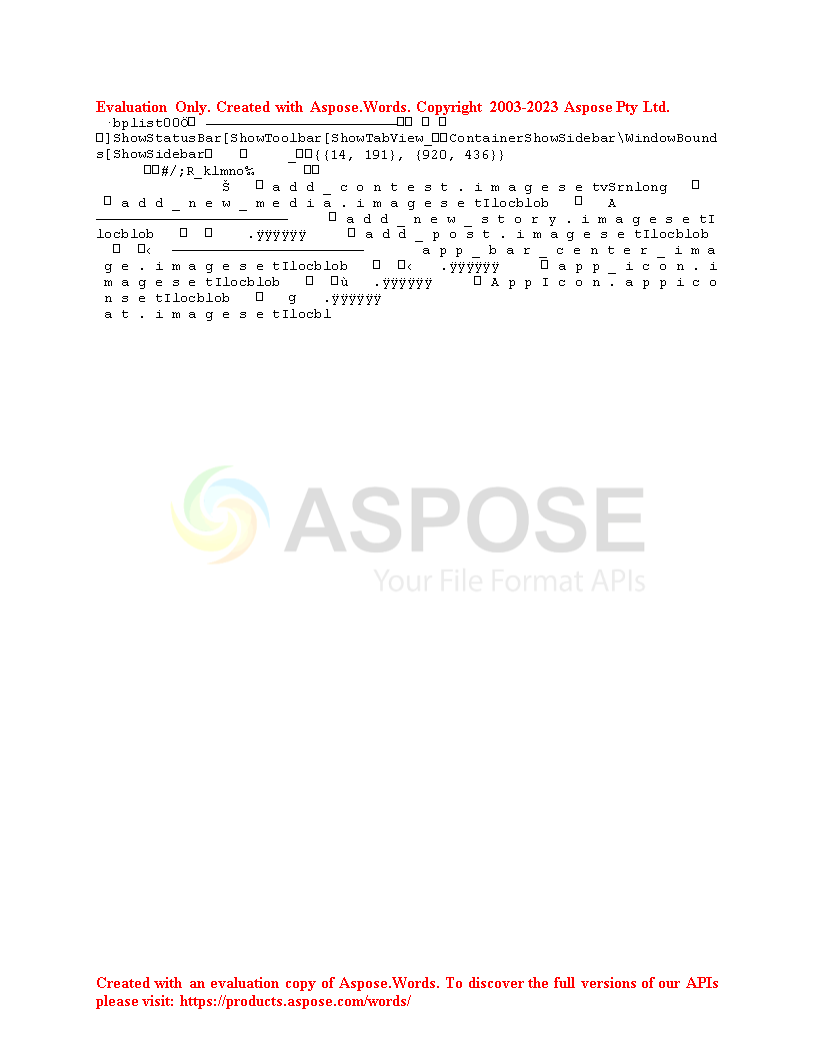 Evaluation Only. Created with Aspose.Words. Copyright 2003-2023 Aspose Pty Ltd.
·bplist00Ö
]ShowStatusBar[ShowToolbar[ShowTabView_ContainerShowSidebar\WindowBound
s[ShowSidebar _{{14, 191}, {920, 436}}
#/;R_klmno‰
Š a d d _ c o n t e s t . i m a g e s e tvSrnlong
a d d _ n e w _ m e d i a . i m a g e s e tIlocblob A
a d d _ n e w _ s t o r y . i m a g e s e tI
locblob .ÿÿÿÿÿÿ a d d _ p o s t . i m a g e s e tIlocblob
‹ a p p _ b a r _ c e n t e r _ i m a
g e . i m a g e s e tIlocblob ‹ .ÿÿÿÿÿÿ a p p _ i c o n . i
m a g e s e tIlocblob ù .ÿÿÿÿÿÿ A p p I c o n . a p p i c o
n s e tIlocblob g .ÿÿÿÿÿÿ
a t . i m a g e s e tIlocbl
ASPOSE
Your File Format APIs
Created with an evaluation copy of Aspose.Words. To discover the full versions of our APIs
please visit: https://products.aspose.com/words/